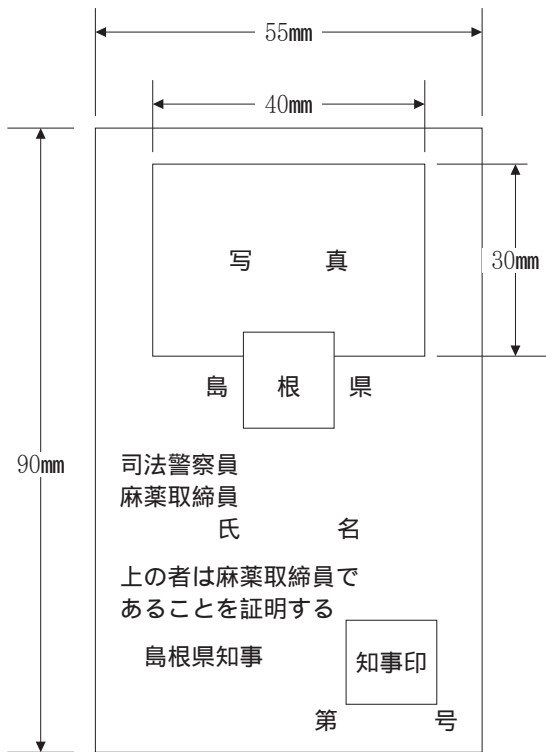 55mm
40mm
写 真
30mm
島 根 県
90mm
司法警察員
麻薬取締員
氏 名
上の者は麻薬取締員で
あることを証明する
島根県知事 知事印
第 号